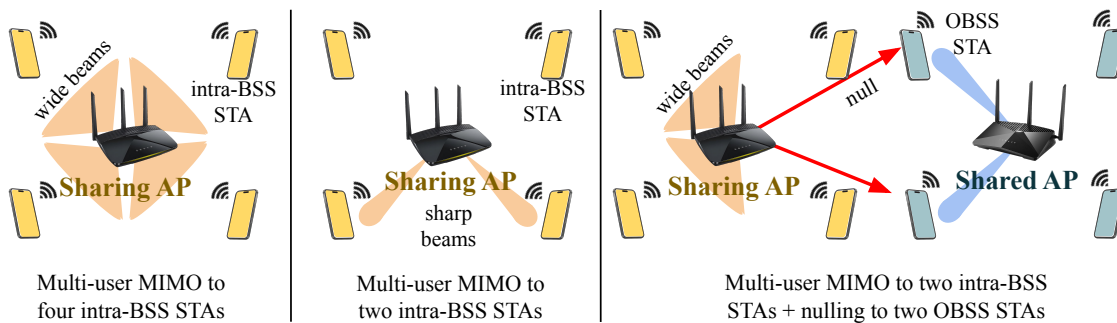 wide beams
intra-BSS
STA
Sharing AP
Multi-user MIMO to
four intra-BSS STAs
intra-BSS
STA
Sharing AP
sharp
beams
Multi-user MIMO to
two intra-BSS STAs
wide beams
null
OBSS
STA
Sharing AP
Shared AP
Multi-user MIMO to two intra-BSS
STAs + nulling to two OBSS STAs